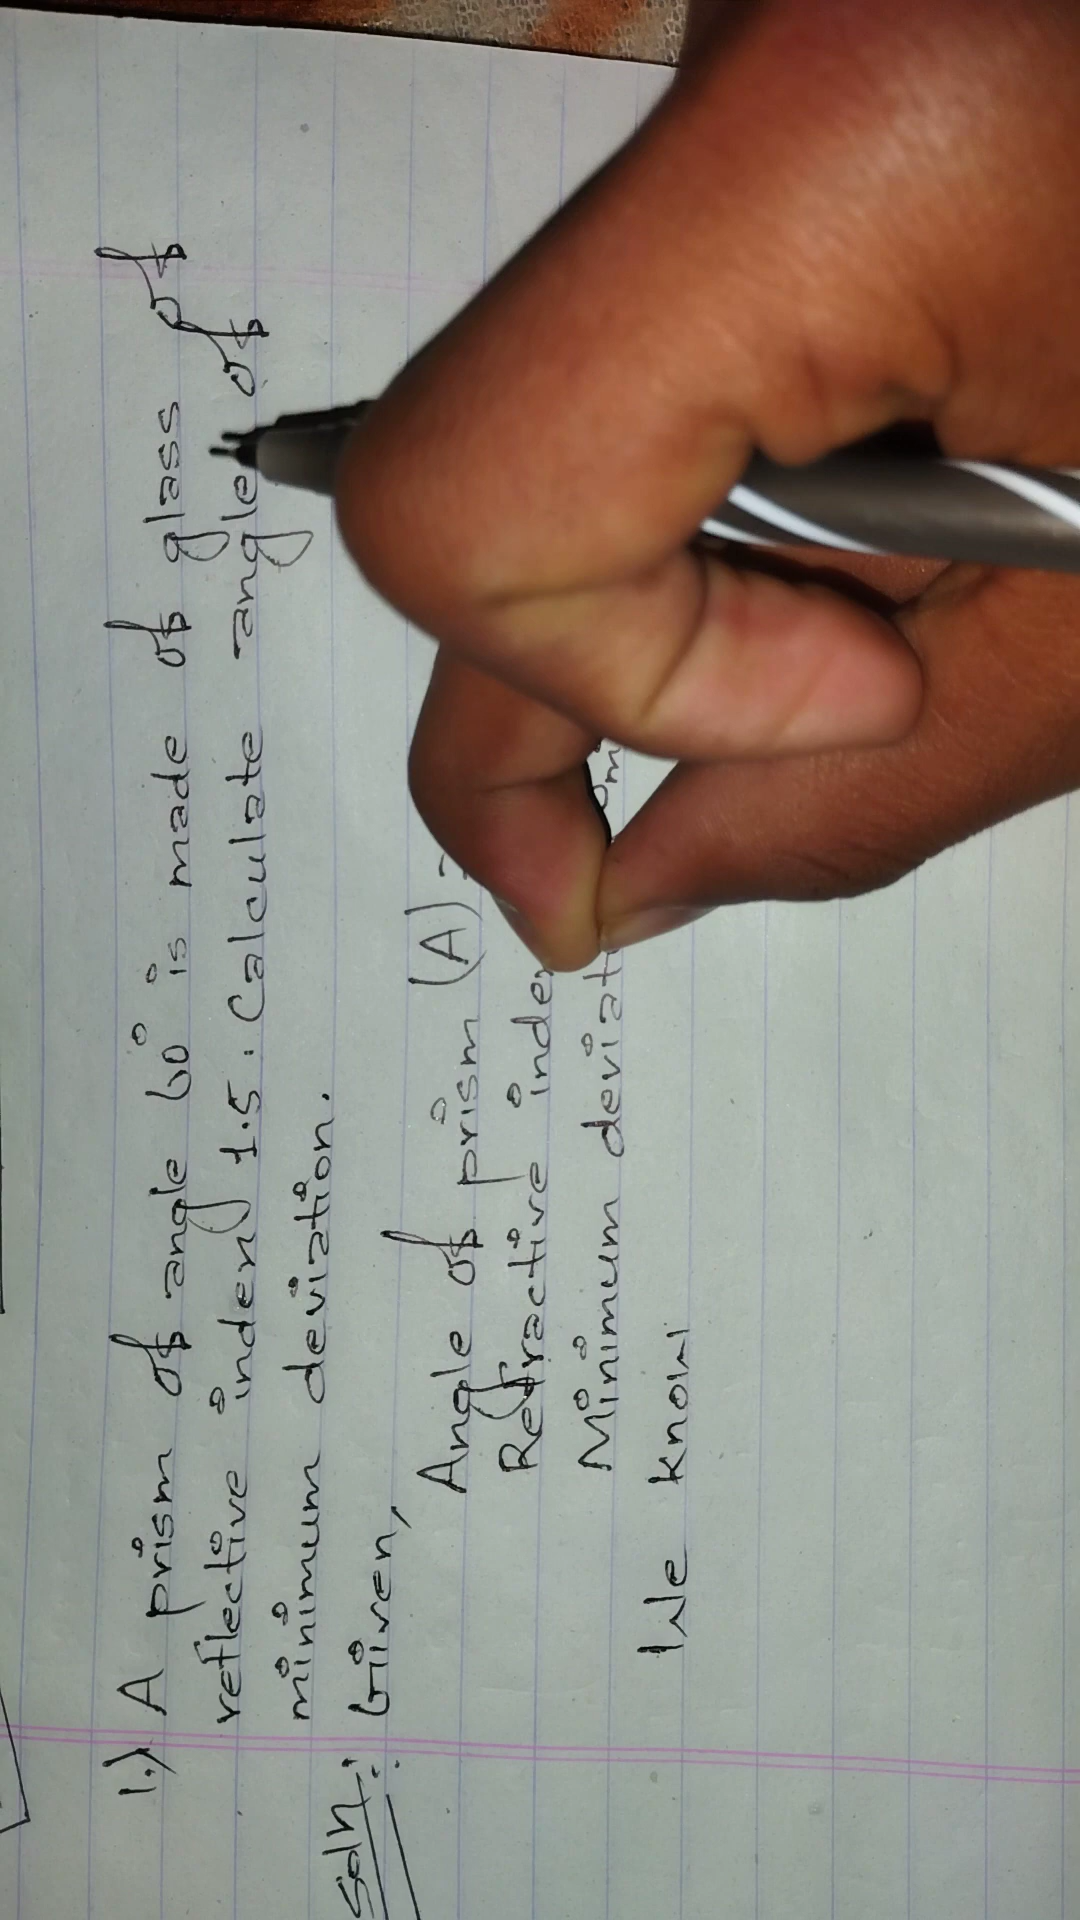 1.) A prism of angle 60° is made of glass of
reflective index 1.5. Calculate angle of
minimum deviation.
Soln: Given,
Angle of prism (A)
Refractive index
Minimum deviat
We know